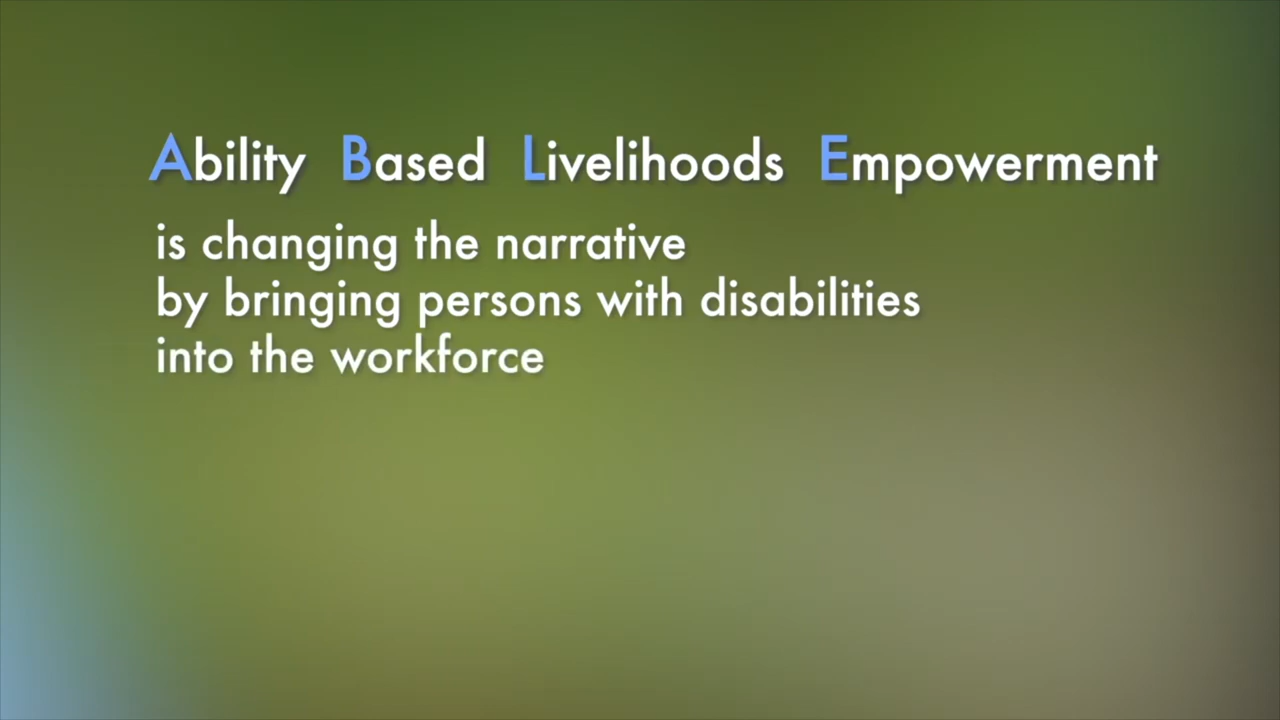 Ability Based Livelihoods Empowerment
is changing the narrative
by bringing persons with disabilities
into the workforce